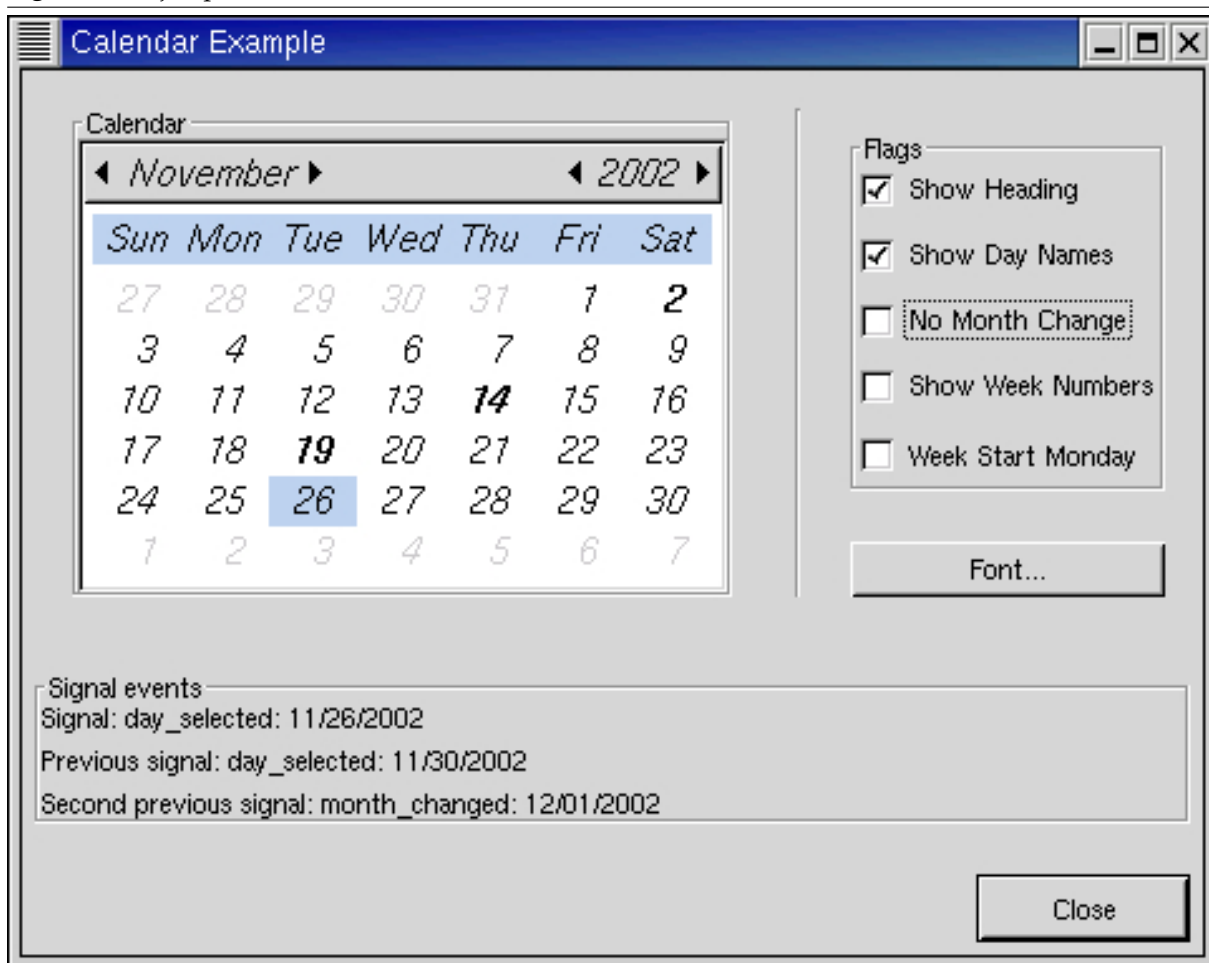 Calendar Example
Calendar
November 2002
Sun Mon Tue Wed Thu Fri Sat
27 28 29 30 31 1 2
3 4 5 6 7 8 9
10 11 12 13 14 15 16
17 18 19 20 21 22 23
24 25 26 27 28 29 30
1 2 3 4 5 6 7
Flags
Show Heading
Show Day Names
No Month Change
Show Week Numbers
Week Start Monday
Font...
Signal events
Signal: day_selected: 11/26/2002
Previous signal: day_selected: 11/30/2002
Second previous signal: month_changed: 12/01/2002
Close